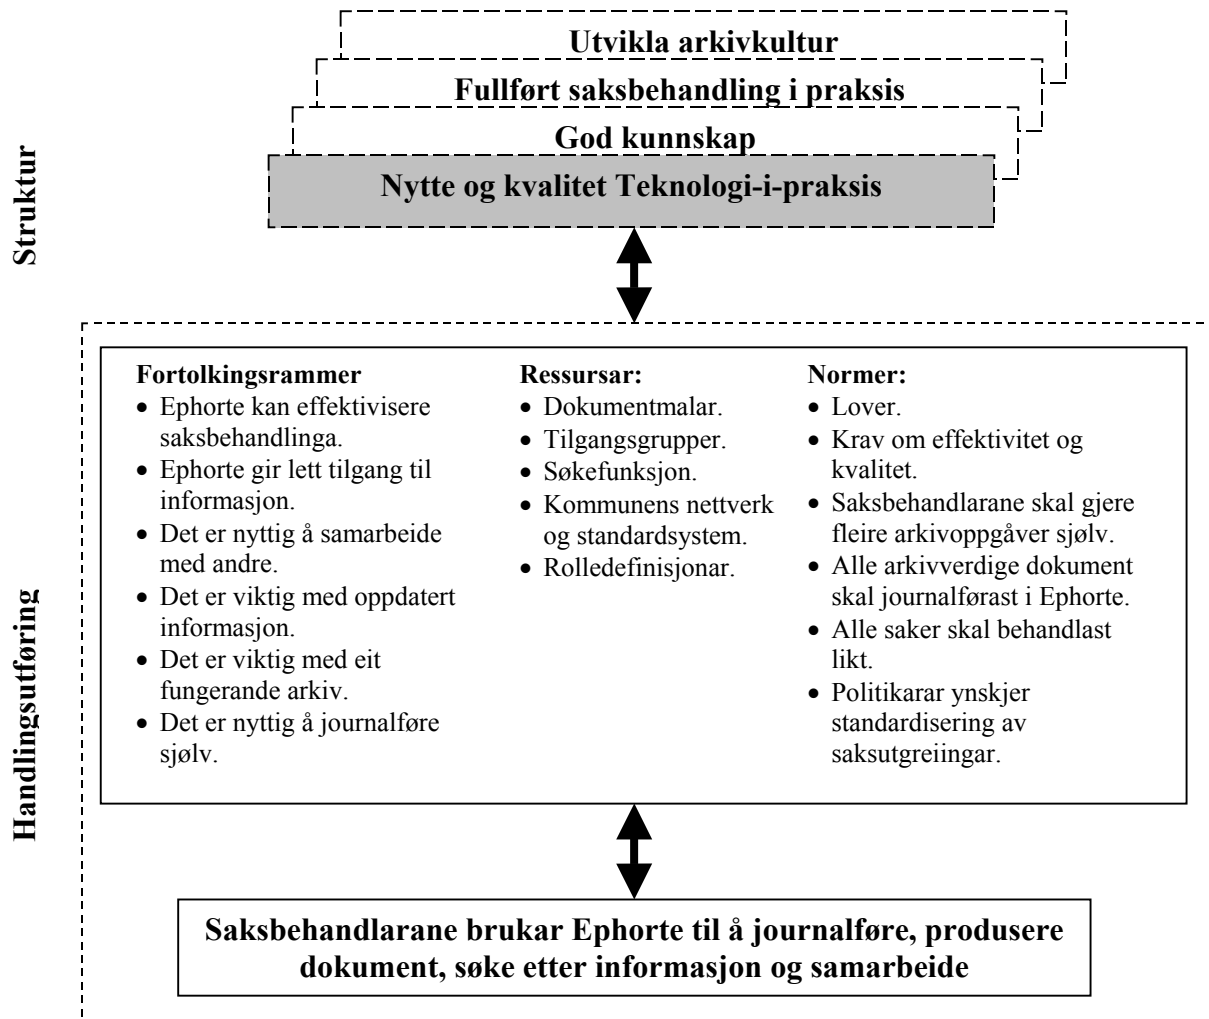 Utvikla arkivkultur
Fullført saksbehandling i praksis
God kunnskap
Nytte og kvalitet Teknologi-i-praksis
Struktur
Fortolkingsrammer
• Ephorte kan effektivisere
saksbehandlinga.
• Ephorte gir lett tilgang til
informasjon.
• Det er nyttig å samarbeide
med andre.
• Det er viktig med oppdatert
informasjon.
• Det er viktig med eit
fungerande arkiv.
• Det er nyttig å journalføre
sjølv.
Ressursar:
• Dokumentmalar.
• Tilgangsgrupper.
• Søkefunksjon.
• Kommunens nettverk
og standardsystem.
• Rolledefinisjonar.
Normer:
• Lover.
• Krav om effektivitet og
kvalitet.
• Saksbehandlarane skal gjere
fleire arkivoppgåver sjølv.
• Alle arkivverdige dokument
skal journalførast i Ephorte.
• Alle saker skal behandlast
likt.
• Politikarar ynskjer
standardisering av
saksutgreiingar.
Handlingsutføring
Saksbehandlarane brukar Ephorte til å journalføre, produsere
dokument, søke etter informasjon og samarbeide